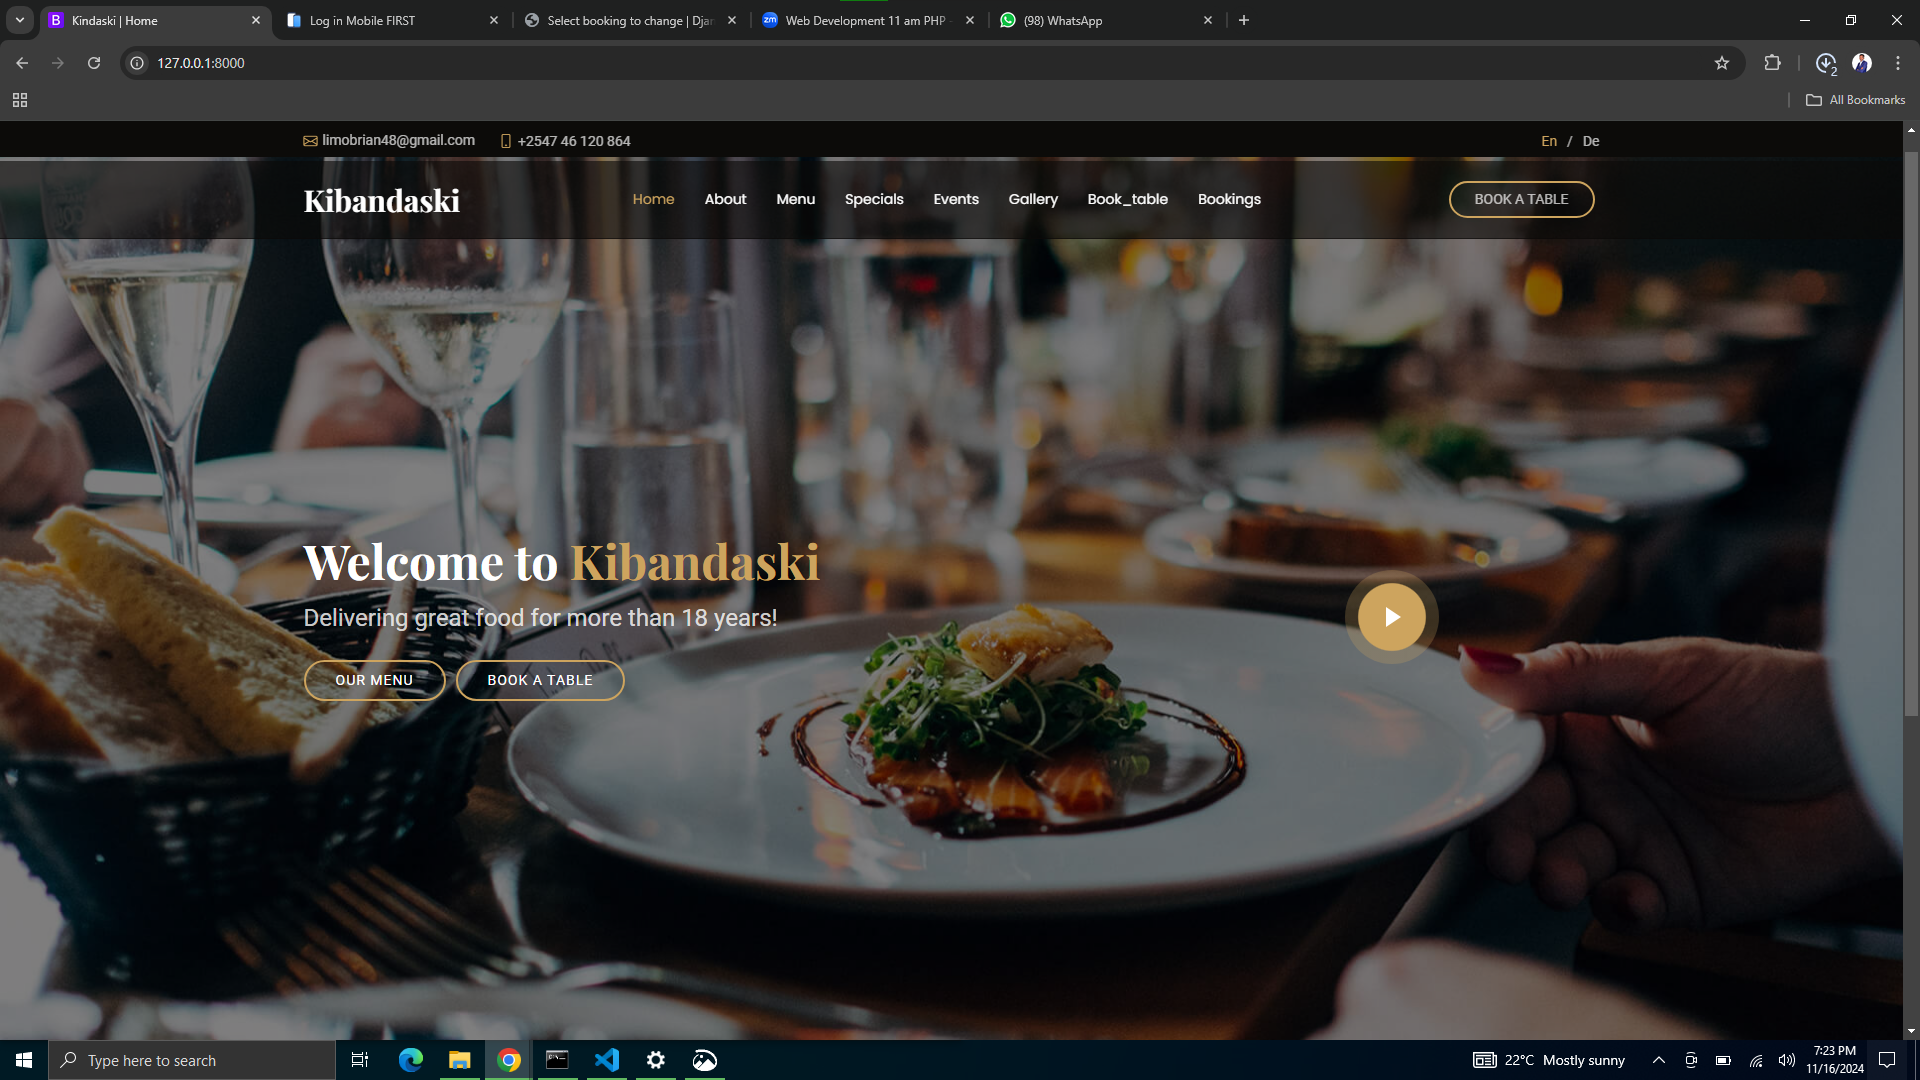 Kindaski | Home
Log in Mobile FIRST
Select booking to change | Djan
Web Development 11 am PHP -
(98) WhatsApp
127.0.0.1:8000
2
All Bookmarks
limobrian48@gmail.com +2547 46 120 864
En / De
Kibandaski
Home About Menu Specials Events Gallery Book_table Bookings
BOOK A TABLE
Welcome to Kibandaski
Delivering great food for more than 18 years!
OUR MENU BOOK A TABLE
Type here to search
22°C Mostly sunny
7:23 PM
11/16/2024